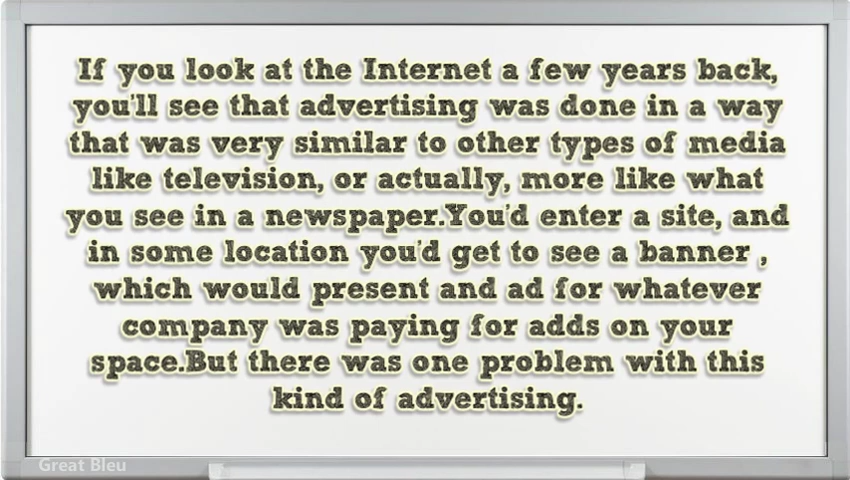 If you look at the Internet a few years back,
you'll see that advertising was done in a way
that was very similar to other types of media
like television, or actually, more like what
you see in a newspaper.You'd enter a site, and
in some location you'd get to see a banner ,
which would present and ad for whatever
company was paying for adds on your
space.But there was one problem with this
kind of advertising.
Great Bleu